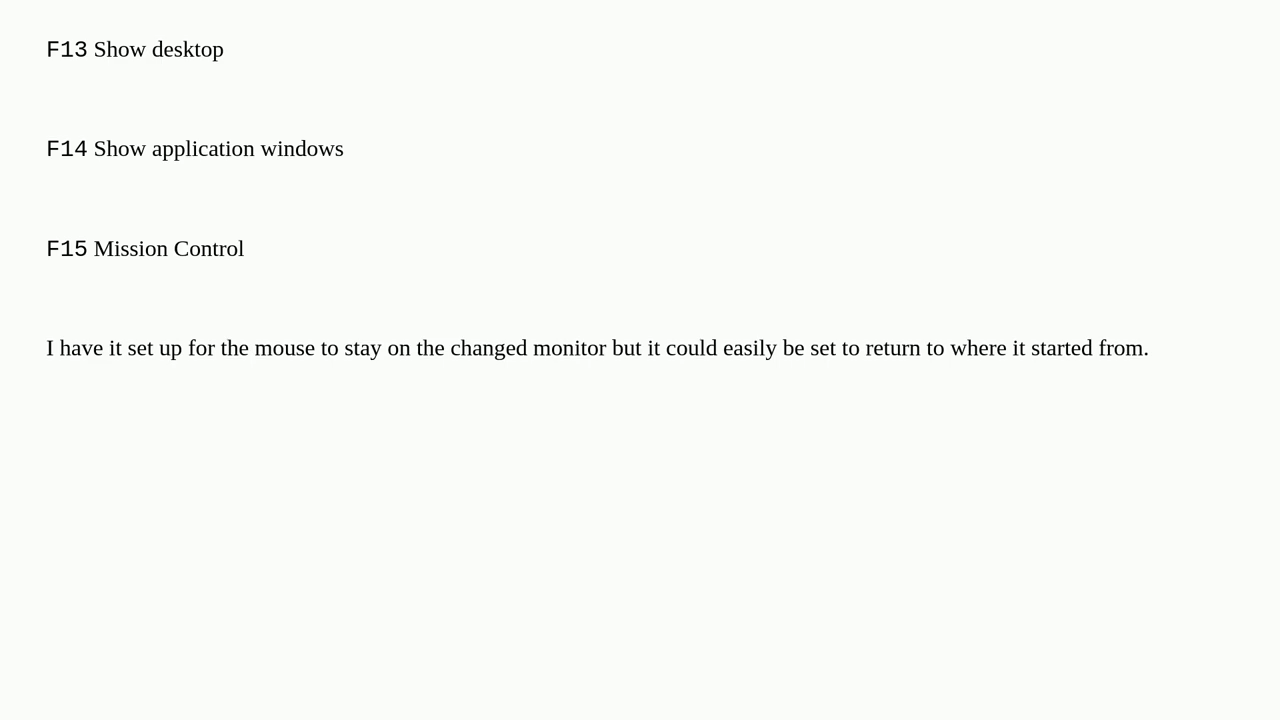 F13 Show desktop
F14 Show application windows
F15 Mission Control
I have it set up for the mouse to stay on the changed monitor but it could easily be set to return to where it started from.